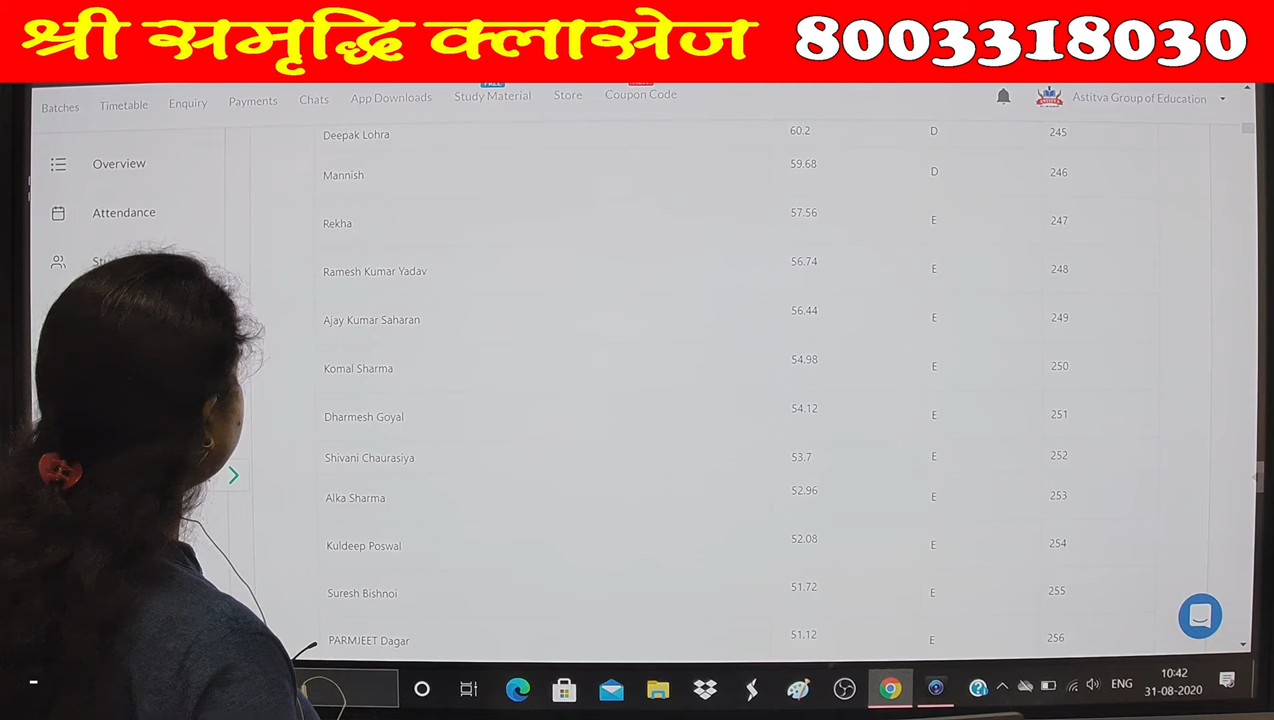 श्री समृद्धि क्लासेज 8003318030
Batches Timetable Enquiry Payments Chats App Downloads Study Material Store Coupon Code Astitva Group of Education
Overview
Attendance
Deepak Lohra 60.2 D 245
Mannish 59.68 D 246
Rekha 57.56 E 247
Ramesh Kumar Yadav 56.74 E 248
Ajay Kumar Saharan 56.44 E 249
Komal Sharma 54.98 E 250
Dharmesh Goyal 54.12 E 251
Shivani Chaurasiya 53.7 E 252
Alka Sharma 52.96 E 253
Kuldeep Poswal 52.08 E 254
Suresh Bishnoi 51.72 E 255
PARMJEET Dagar 51.12 E 256
ENG 10:42
31-08-2020